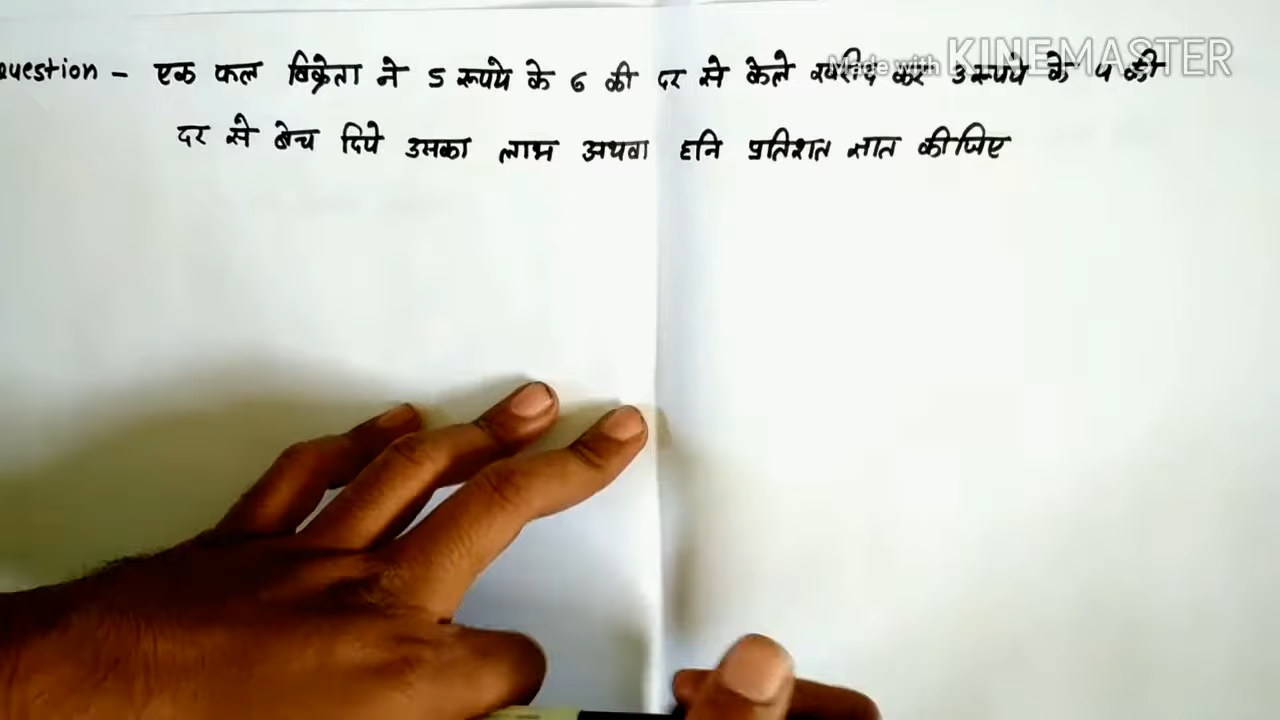 Question - एक फल विक्रेता ने 5 रूपये के 6 की दर से केले खरीद कर 3 रूपये के 4 की
दर से बेच दिये उसका लाभ अथवा हानि प्रतिशत ज्ञात कीजिए
Made with KINEMASTER